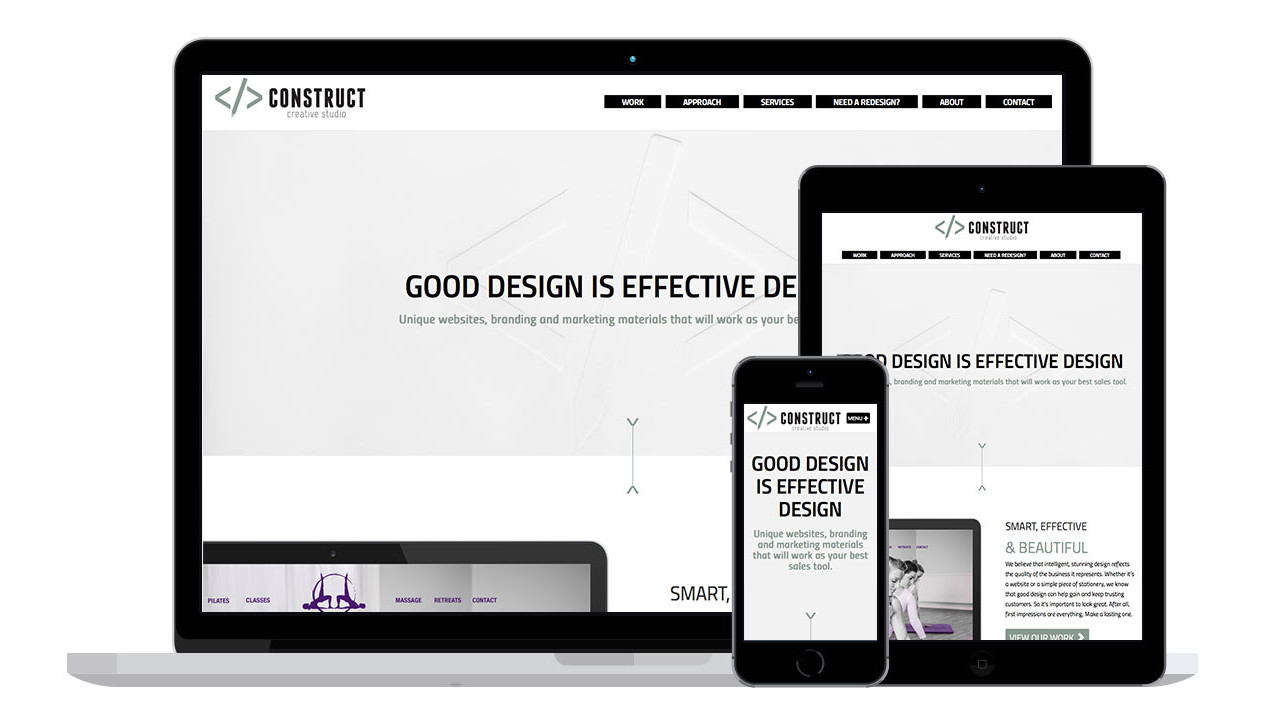 CONSTRUCT
creative studio
WORK APPROACH SERVICES NEED A REDESIGN? ABOUT CONTACT
GOOD DESIGN IS EFFECTIVE DE
Unique websites, branding and marketing materials that will work as your be
PILATES CLASSES MASSAGE RETREATS CONTACT
SMART,
CONSTRUCT
creative studio
WORK APPROACH SERVICES NEED A REDESIGN? ABOUT CONTACT
OD DESIGN IS EFFECTIVE DESIGN
, branding and marketing materials that will work as your best sales tool.
RETREATS CONTACT
SMART, EFFECTIVE
& BEAUTIFUL
We believe that intelligent, stunning design reflects
the quality of the business it represents. Whether it's
a website or a simple piece of stationery, we know
that good design can help gain and keep trusting
customers. So it's important to look great. After all,
first impressions are everything. Make a lasting one.
VIEW OUR WORK
CONSTRUCT
creative studio
MENU
GOOD DESIGN
IS EFFECTIVE
DESIGN
Unique websites, branding
and marketing materials
that will work as your best
sales tool.